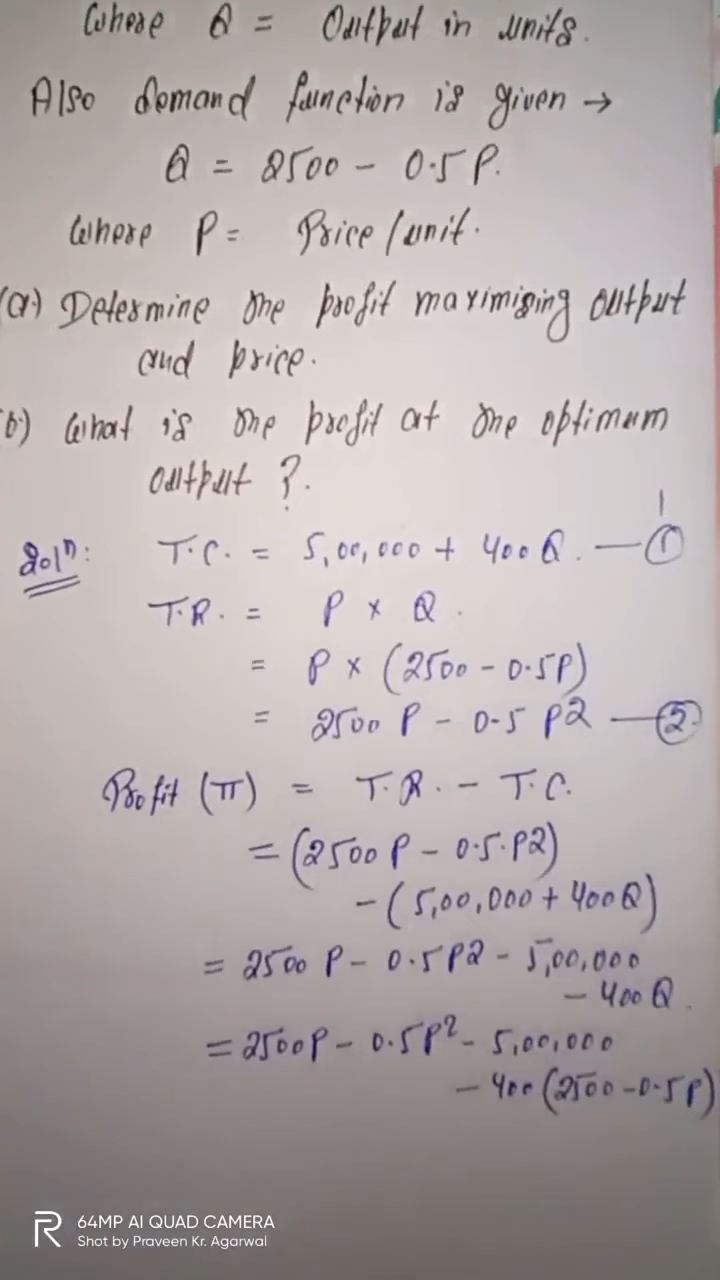 Where Q = Output in units.
Also demand function is given →
Q = 2500 - 0.5P.
Where P = Price/unit.
(a) Determine the profit maximising output
and price.
b) What is the profit at the optimum
output ?.
Solⁿ: T.C. = 5,00,000 + 400Q. — ①
T.R. = P × Q.
= P × (2500 - 0.5P)
= 2500P - 0.5P2 — ②
Profit (π) = T.R. - T.C.
= (2500P - 0.5.P2)
- (5,00,000 + 400Q)
= 2500P - 0.5P2 - 5,00,000
- 400Q.
= 2500P - 0.5P² - 5,00,000
- 400(2500 - 0.5P)
64MP AI QUAD CAMERA
Shot by Praveen Kr. Agarwal